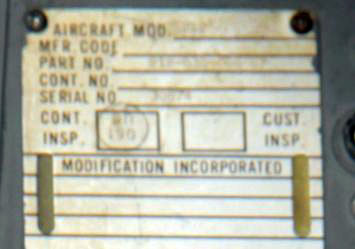 AIRCRAFT MOD.
MFR. CODE
PART NO.
CONT. NO.
SERIAL NO
CONT. CUST.
INSP. INSP.
MODIFICATION INCORPORATED